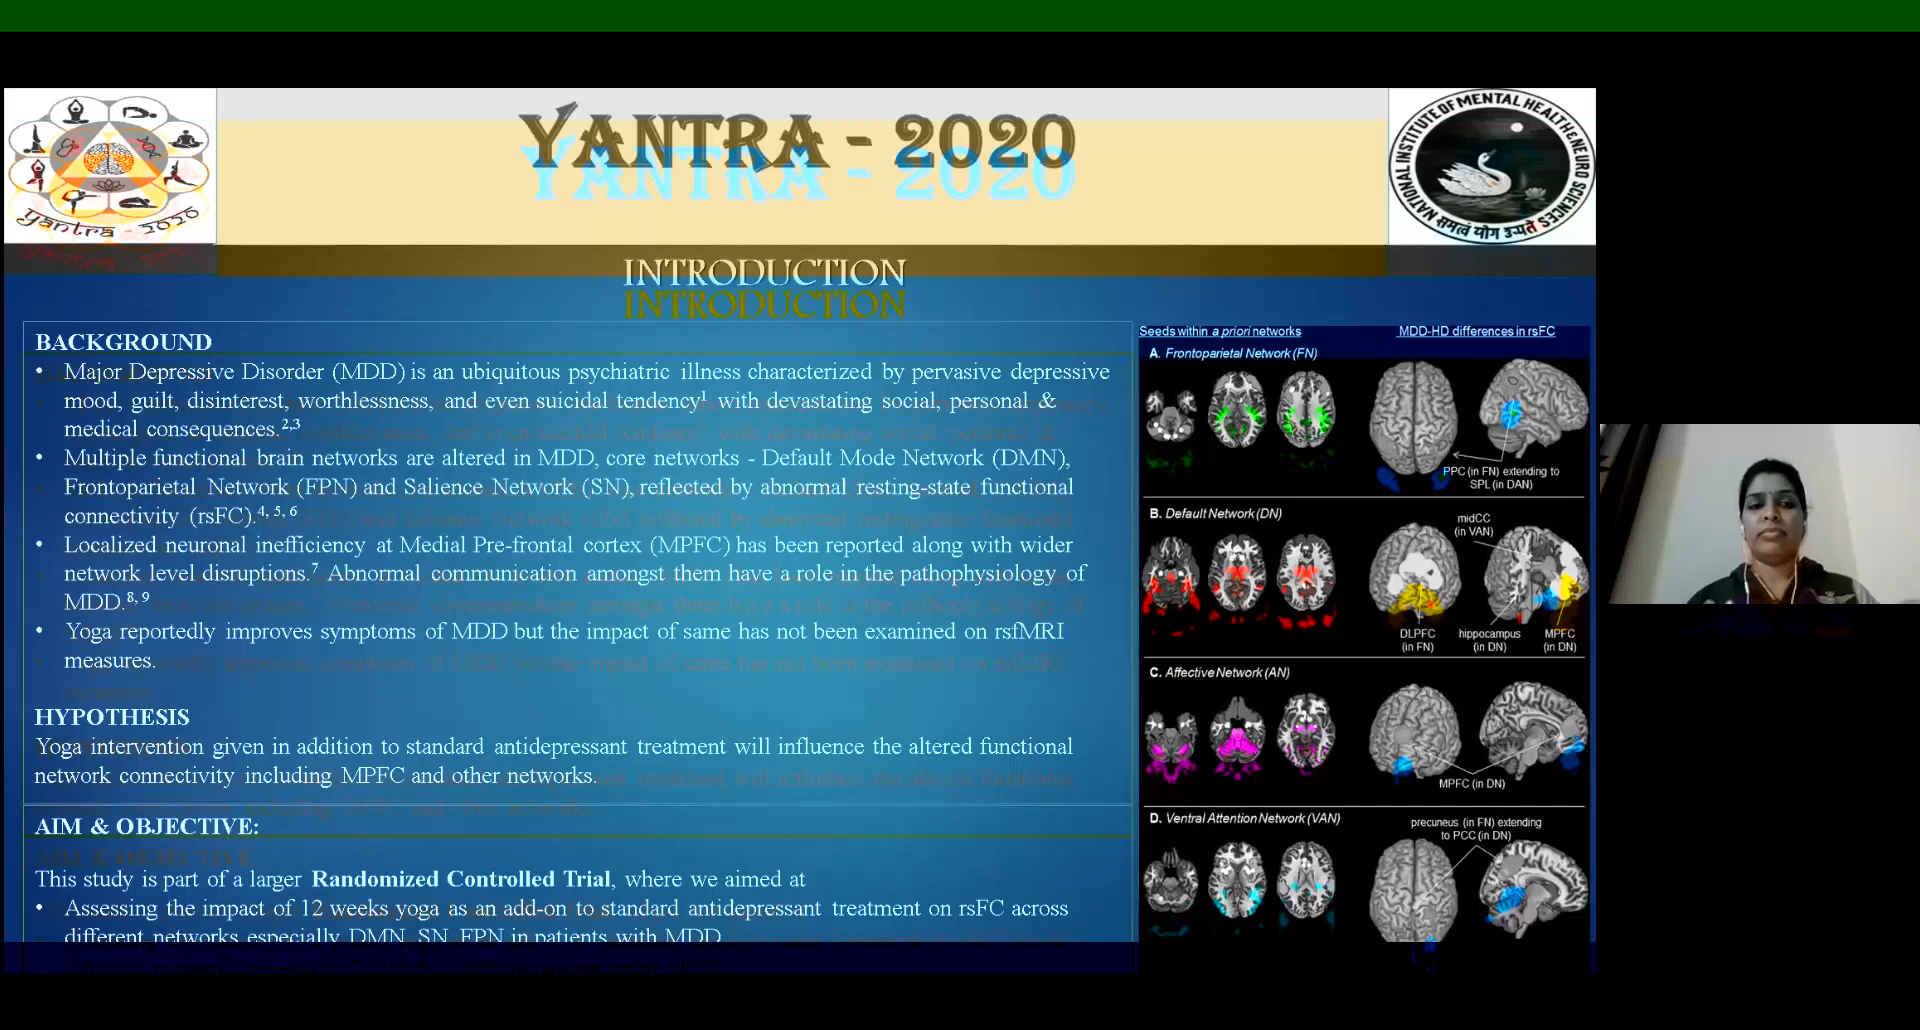 YANTRA - 2020
yantra - 2020
NATIONAL INSTITUTE OF MENTAL HEALTH & NEURO SCIENCES
समत्वं योग उच्यते
INTRODUCTION
BACKGROUND
• Major Depressive Disorder (MDD) is an ubiquitous psychiatric illness characterized by pervasive depressive
mood, guilt, disinterest, worthlessness, and even suicidal tendency¹ with devastating social, personal &
medical consequences.²,³
• Multiple functional brain networks are altered in MDD, core networks - Default Mode Network (DMN),
Frontoparietal Network (FPN) and Salience Network (SN), reflected by abnormal resting-state functional
connectivity (rsFC).⁴, ⁵, ⁶
• Localized neuronal inefficiency at Medial Pre-frontal cortex (MPFC) has been reported along with wider
network level disruptions.⁷ Abnormal communication amongst them have a role in the pathophysiology of
MDD.⁸, ⁹
• Yoga reportedly improves symptoms of MDD but the impact of same has not been examined on rsfMRI
measures.
HYPOTHESIS
Yoga intervention given in addition to standard antidepressant treatment will influence the altered functional
network connectivity including MPFC and other networks.
AIM & OBJECTIVE:
This study is part of a larger Randomized Controlled Trial, where we aimed at
• Assessing the impact of 12 weeks yoga as an add-on to standard antidepressant treatment on rsFC across
different networks especially DMN, SN, FPN in patients with MDD
Seeds within a priori networks
MDD-HD differences in rsFC
A. Frontoparietal Network (FN)
PPC (in FN) extending to
SPL (in DAN)
B. Default Network (DN)
midCC
(in VAN)
DLPFC
(in FN)
hippocampus
(in DN)
MPFC
(in DN)
C. Affective Network (AN)
MPFC (in DN)
D. Ventral Attention Network (VAN)
precuneus (in FN) extending
to PCC (in DN)